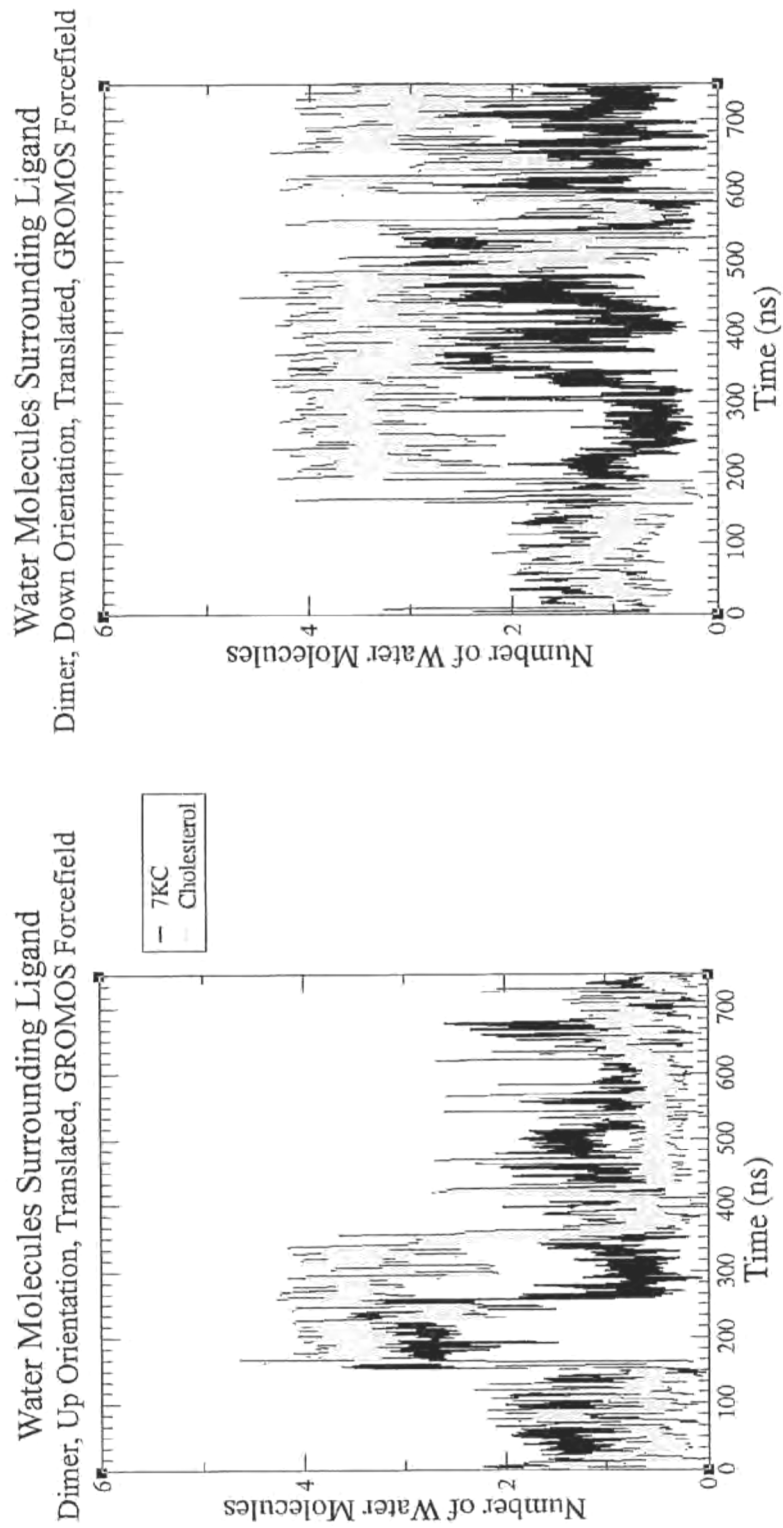 Water Molecules Surrounding Ligand
Dimer, Up Orientation, Translated, GROMOS Forcefield
Number of Water Molecules
6
4
2
0
0 100 200 300 400 500 600 700
Time (ns)
7KC
Cholesterol
Water Molecules Surrounding Ligand
Dimer, Down Orientation, Translated, GROMOS Forcefield
Number of Water Molecules
6
4
2
0
0 100 200 300 400 500 600 700
Time (ns)